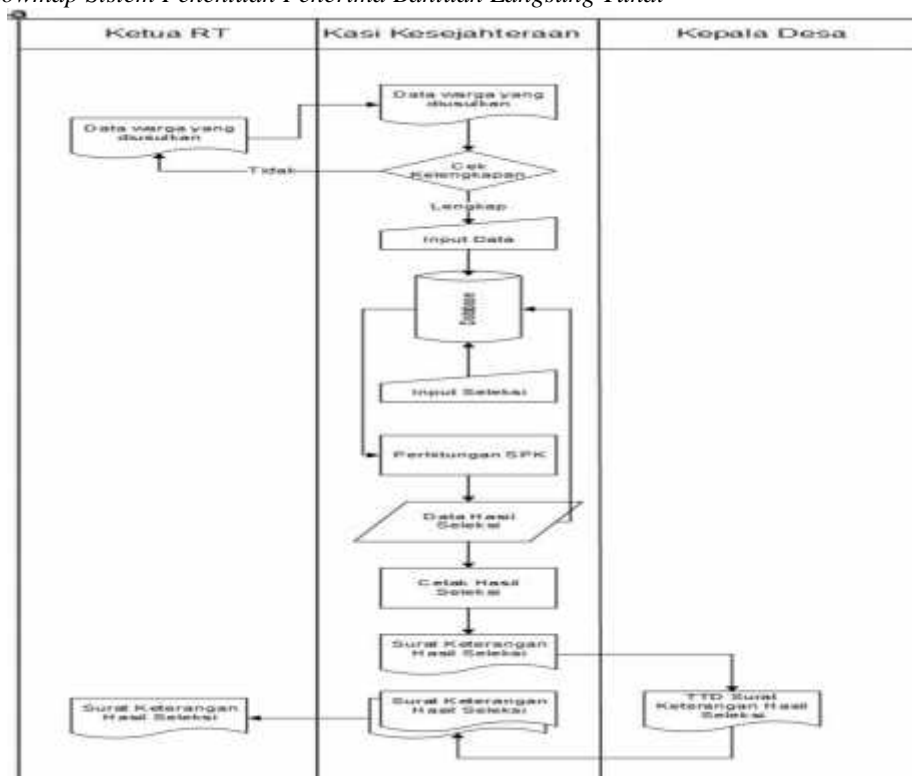 Sistem Penentuan Penerima Bantuan Langsung Tunai
Ketua RT
Kasi Kesejahteraan
Kepala Desa
Data warga yang
diusulkan
Data warga yang
diusulkan
Cek
Kelengkapan
Tidak
Lengkap
Input Data
Database
Input Seleksi
Perhitungan SPK
Data Hasil
Seleksi
Cetak Hasil
Seleksi
Surat Keterangan
Hasil Seleksi
Surat Keterangan
Hasil Seleksi
Surat Keterangan
Hasil Seleksi
TTD Surat
Keterangan Hasil
Seleksi